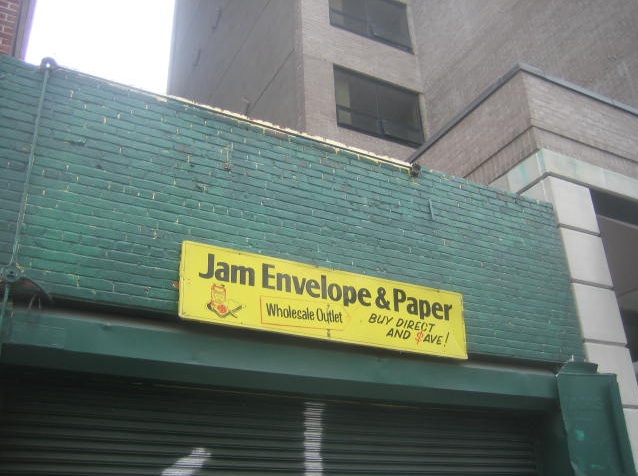 Jam Envelope & Paper
Wholesale Outlet
BUY DIRECT
AND $AVE!